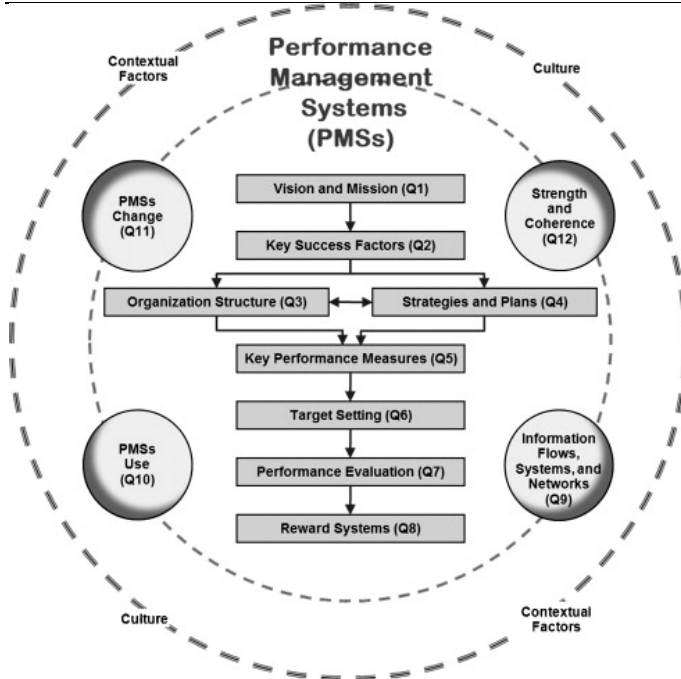 Performance
Management
Systems
(PMSs)
Contextual
Factors
Culture
PMSs
Change
(Q11)
Strength
and
Coherence
(Q12)
Vision and Mission (Q1)
Key Success Factors (Q2)
Organization Structure (Q3)
Strategies and Plans (Q4)
Key Performance Measures (Q5)
Target Setting (Q6)
Performance Evaluation (Q7)
Reward Systems (Q8)
PMSs
Use
(Q10)
Information
Flows,
Systems, and
Networks
(Q9)
Culture
Contextual
Factors